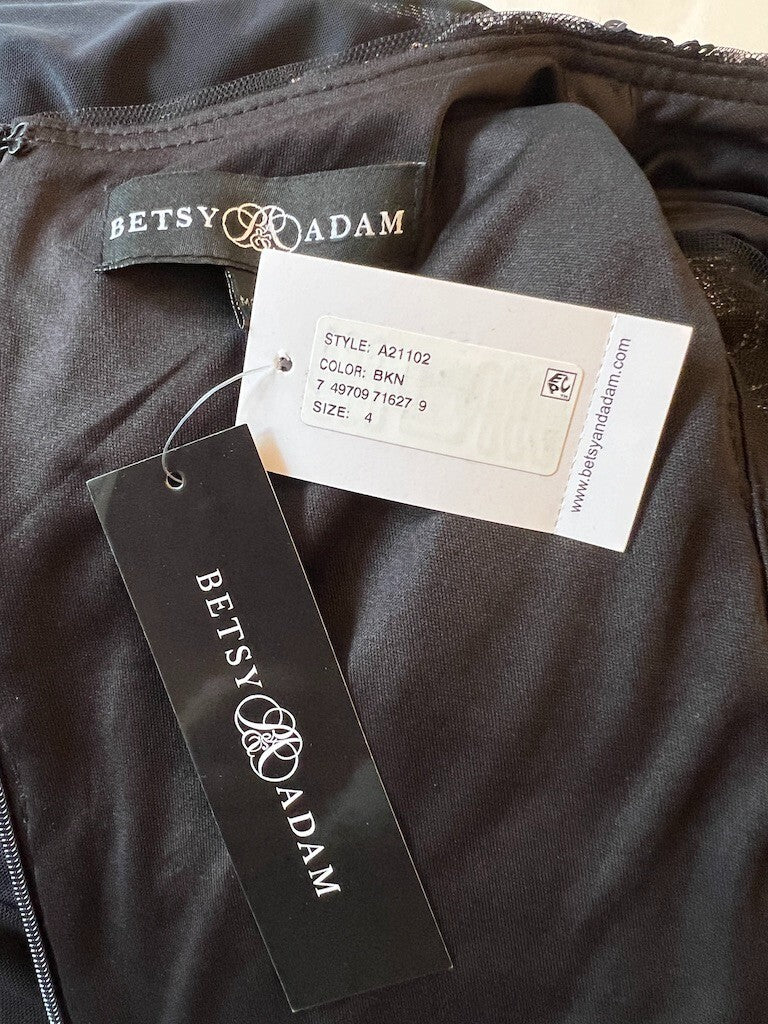 BETSY ADAM
STYLE: A21102
COLOR: BKN
7 49709 71627 9
SIZE: 4
www.betsyandadam.com
BETSY ADAM